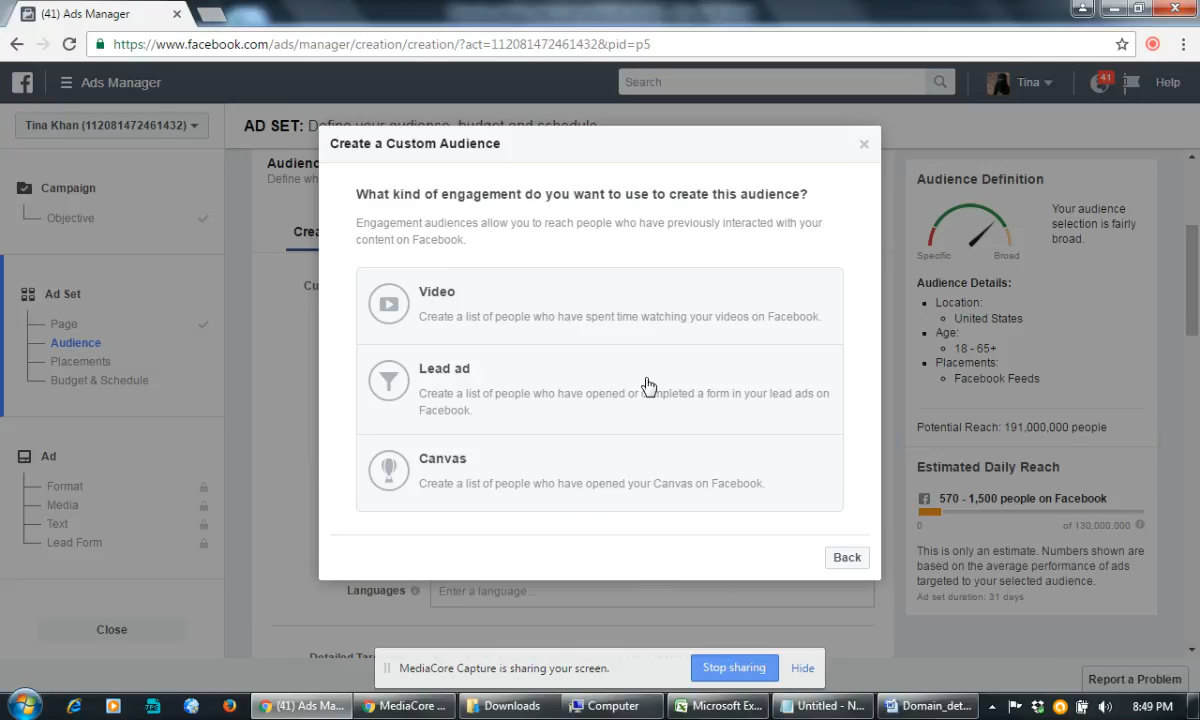 (41) Ads Manager
https://www.facebook.com/ads/manager/creation/creation/?act=112081472461432&pid=p5
Ads Manager
Search
Tina
41
Help
Tina Khan (112081472461432)
AD SET: Define your audience, budget and schedule
Campaign
Objective
Ad Set
Page
Audience
Placements
Budget & Schedule
Ad
Format
Media
Text
Lead Form
Close
Create a Custom Audience
What kind of engagement do you want to use to create this audience?
Engagement audiences allow you to reach people who have previously interacted with your
content on Facebook.
Video
Create a list of people who have spent time watching your videos on Facebook.
Lead ad
Create a list of people who have opened or completed a form in your lead ads on
Facebook.
Canvas
Create a list of people who have opened your Canvas on Facebook.
Back
Languages
Enter a language...
Audience Definition
Your audience
selection is fairly
broad.
Specific
Broad
Audience Details:
Location:
United States
Age:
18 - 65+
Placements:
Facebook Feeds
Potential Reach: 191,000,000 people
Estimated Daily Reach
570 - 1,500 people on Facebook
0
of 130,000,000
This is only an estimate. Numbers shown are
based on the average performance of ads
targeted to your selected audience.
Ad set duration: 31 days
MediaCore Capture is sharing your screen.
Stop sharing
Hide
Report a Problem
(41) Ads Ma...
MediaCore ...
Downloads
Computer
Microsoft Ex...
Untitled - N...
Domain_det...
8:49 PM